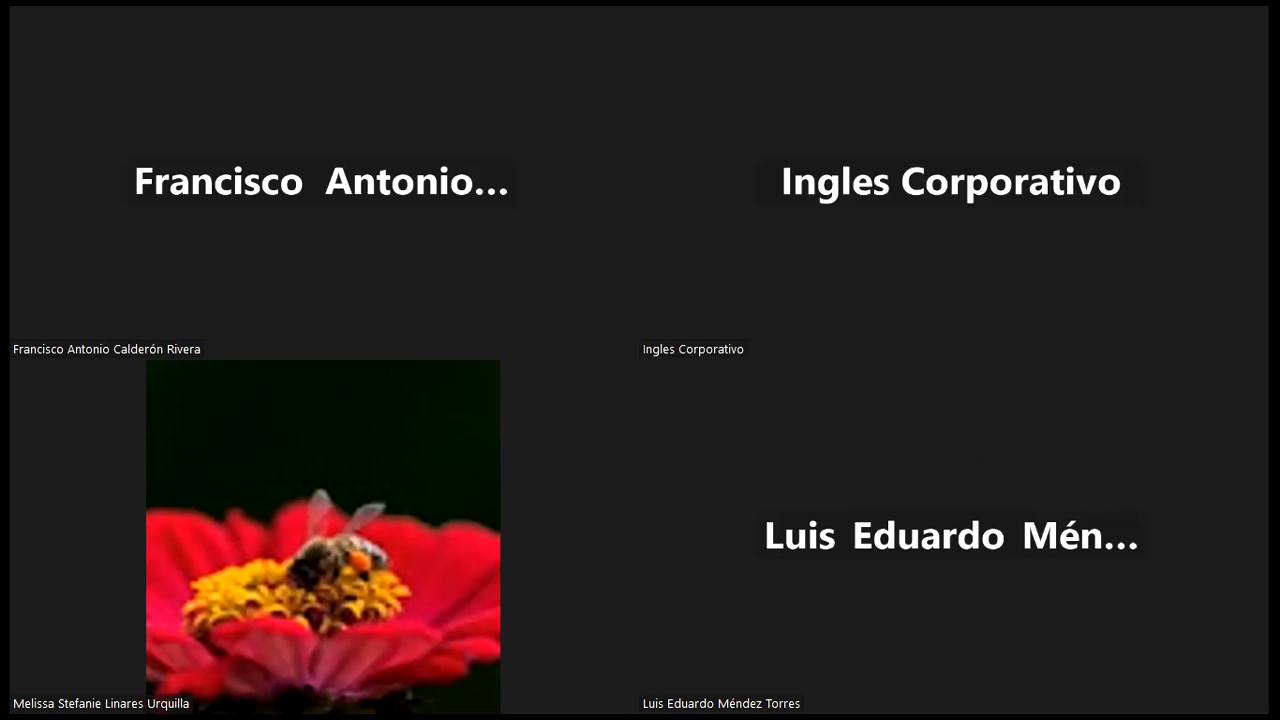 Francisco Antonio...
Ingles Corporativo
Francisco Antonio Calderón Rivera
Ingles Corporativo
Luis Eduardo Mén...
Melissa Stefanie Linares Urquilla
Luis Eduardo Méndez Torres